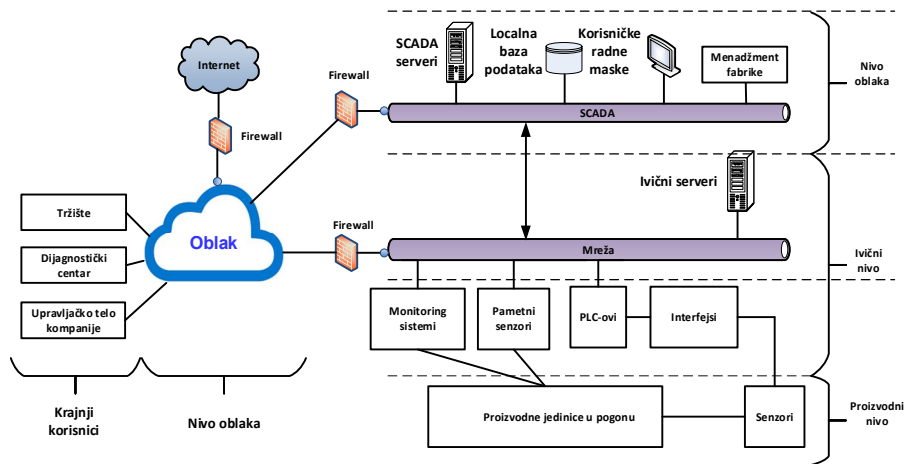 Internet
Firewall
Firewall
SCADA
serveri
Localna
baza
podataka
Korisničke
radne
maske
Menadžment
fabrike
Nivo
oblaka
SCADA
Tržište
Dijagnostički
centar
Upravljačko telo
kompanije
Oblak
Firewall
Ivični serveri
Mreža
Ivični
nivo
Monitoring
sistemi
Pametni
senzori
PLC-ovi
Interfejsi
Proizvodne jedinice u pogonu
Senzori
Proizvodni
nivo
Krajnji
korisnici
Nivo oblaka